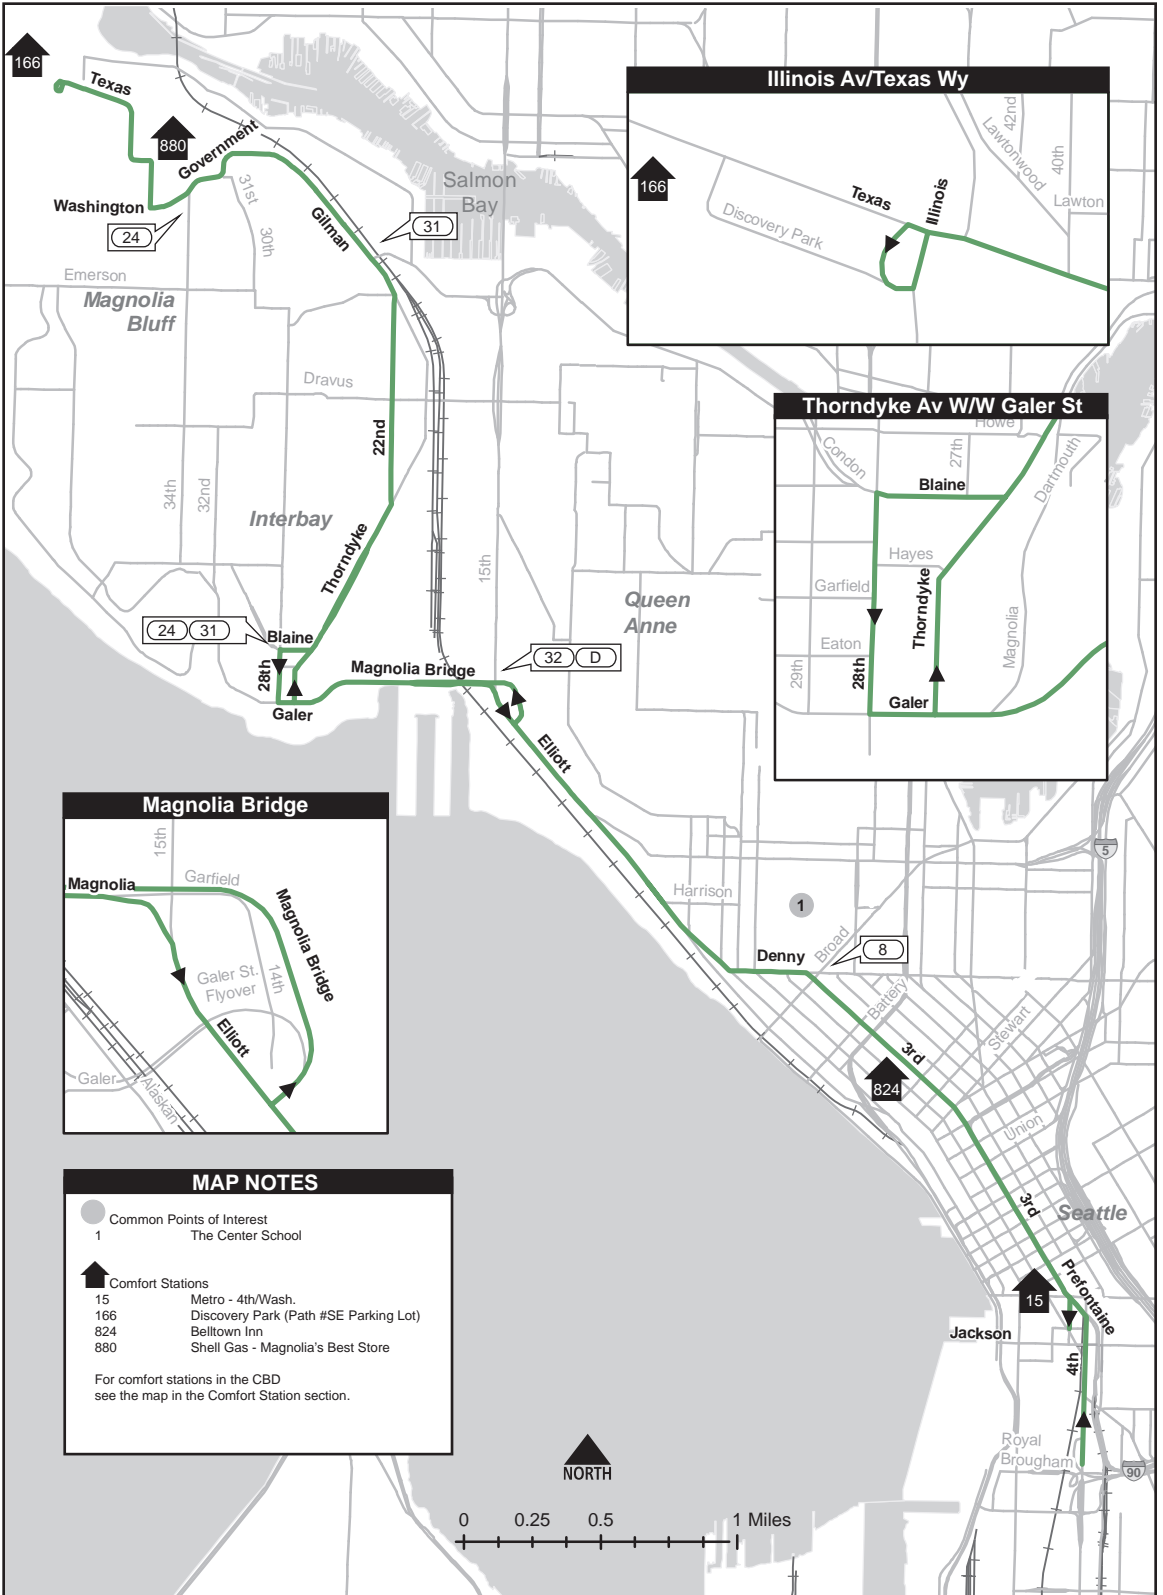 166
Texas
880
Government
Washington
24
31st
30th
Gilman
31
Salmon
Bay
Emerson
Magnolia
Bluff
Dravus
22nd
34th
32nd
Interbay
Thorndyke
15th
24 31
Blaine
28th
Galer
Magnolia Bridge
32 D
Queen
Anne
Elliott
Illinois Av/Texas Wy
166
Texas
Illinois
Discovery Park
Lawtonwood
42nd
40th
Lawton
Thorndyke Av W/W Galer St
Howe
Condon
27th
Dartmouth
Blaine
Hayes
Garfield
Thorndyke
Eaton
Magnolia
29th
28th
Galer
Magnolia Bridge
15th
Magnolia
Garfield
Magnolia Bridge
Galer St.
Flyover
14th
Elliott
Galer
Alaskan
5
Harrison
1
Denny
Broad
8
Battery
Stewart
3rd
824
Union
3rd
Seattle
Prefontaine
15
Jackson
4th
Royal
Brougham
90
MAP NOTES
Common Points of Interest
1 The Center School
Comfort Stations
15 Metro - 4th/Wash.
166 Discovery Park (Path #SE Parking Lot)
824 Belltown Inn
880 Shell Gas - Magnolia's Best Store
For comfort stations in the CBD
see the map in the Comfort Station section.
NORTH
0 0.25 0.5 1 Miles